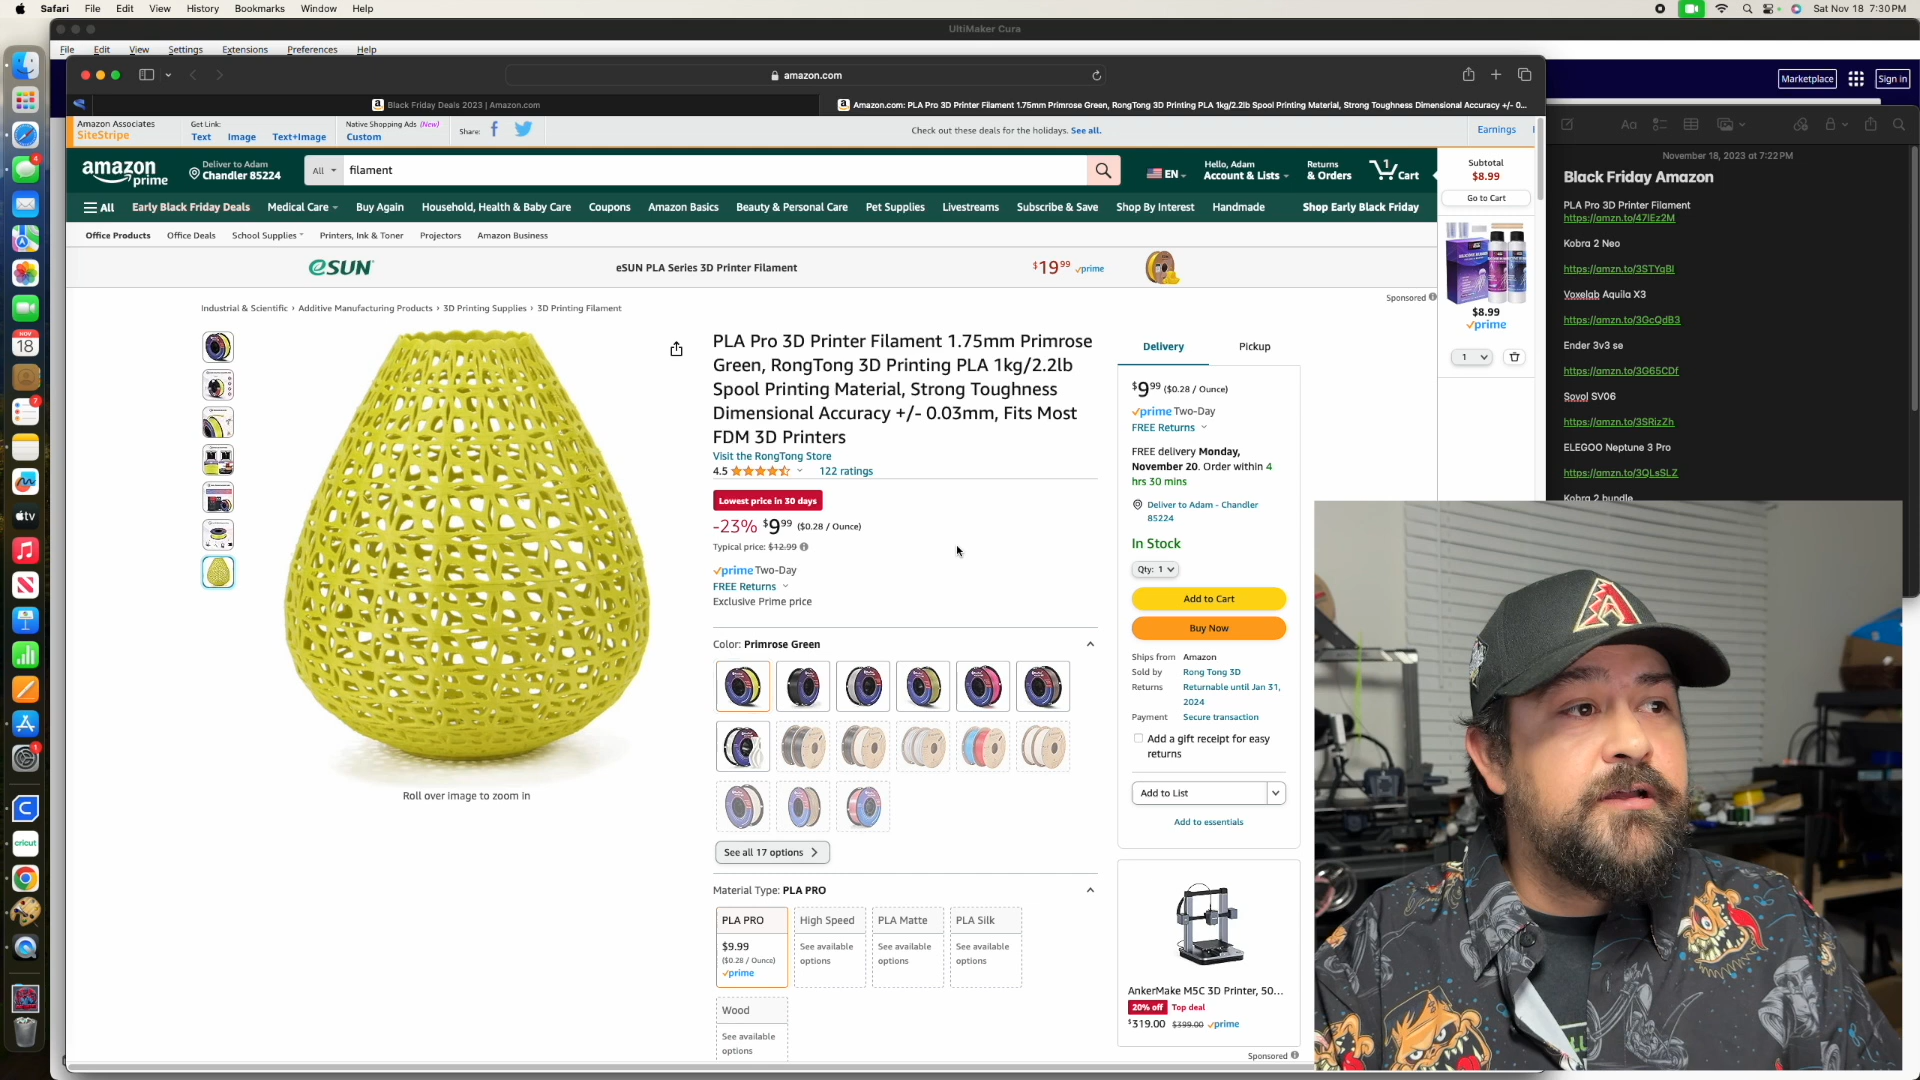 Safari File Edit View History Bookmarks Window Help
Sat Nov 18 7:30PM
UltiMaker Cura
File Edit View Settings Extensions Preferences Help
amazon.com
Marketplace
Sign in
Black Friday Deals 2023 | Amazon.com
Amazon.com: PLA Pro 3D Printer Filament 1.75mm Primrose Green, RongTong 3D Printing PLA 1kg/2.2lb Spool Printing Material, Strong Toughness Dimensional Accuracy +/- 0...
Amazon Associates
SiteStripe
Get Link:
Text Image Text+Image
Native Shopping Ads (New)
Custom
Share:
Check out these deals for the holidays. See all.
Earnings
amazon
prime
Deliver to Adam
Chandler 85224
All
filament
EN
Hello, Adam
Account & Lists
Returns
& Orders
1
Cart
All
Early Black Friday Deals
Medical Care
Buy Again
Household, Health & Baby Care
Coupons
Amazon Basics
Beauty & Personal Care
Pet Supplies
Livestreams
Subscribe & Save
Shop By Interest
Handmade
Shop Early Black Friday
Office Products
Office Deals
School Supplies
Printers, Ink & Toner
Projectors
Amazon Business
eSUN
eSUN PLA Series 3D Printer Filament
$19 99 prime
Sponsored
Industrial & Scientific › Additive Manufacturing Products › 3D Printing Supplies › 3D Printing Filament
Roll over image to zoom in
PLA Pro 3D Printer Filament 1.75mm Primrose
Green, RongTong 3D Printing PLA 1kg/2.2lb
Spool Printing Material, Strong Toughness
Dimensional Accuracy +/- 0.03mm, Fits Most
FDM 3D Printers
Visit the RongTong Store
4.5
122 ratings
Lowest price in 30 days
-23% $9 99 ($0.28 / Ounce)
Typical price: $12.99
prime Two-Day
FREE Returns
Exclusive Prime price
Color: Primrose Green
See all 17 options
Material Type: PLA PRO
PLA PRO
$9.99
($0.28 / Ounce)
prime
High Speed
See available
options
PLA Matte
See available
options
PLA Silk
See available
options
Wood
See available
options
Delivery
Pickup
$9 99 ($0.28 / Ounce)
prime Two-Day
FREE Returns
FREE delivery Monday,
November 20. Order within 4
hrs 30 mins
Deliver to Adam - Chandler
85224
In Stock
Qty: 1
Add to Cart
Buy Now
Ships from Amazon
Sold by Rong Tong 3D
Returns Returnable until Jan 31,
2024
Payment Secure transaction
Add a gift receipt for easy
returns
Add to List
Add to essentials
AnkerMake M5C 3D Printer, 50...
20% off Top deal
$319.00 $399.00 prime
Sponsored
Subtotal
$8.99
Go to Cart
$8.99
prime
1
November 18, 2023 at 7:22PM
Black Friday Amazon
PLA Pro 3D Printer Filament
https://amzn.to/47IEz2M
Kobra 2 Neo
https://amzn.to/3STYqBl
Voxelab Aquila X3
https://amzn.to/3GcQdB3
Ender 3v3 se
https://amzn.to/3G65CDf
Sovol SV06
https://amzn.to/3SRizZh
ELEGOO Neptune 3 Pro
https://amzn.to/3QLsSLZ
Kobra 2 bundle
NOV
18
4
7
1
tv
cricut
A